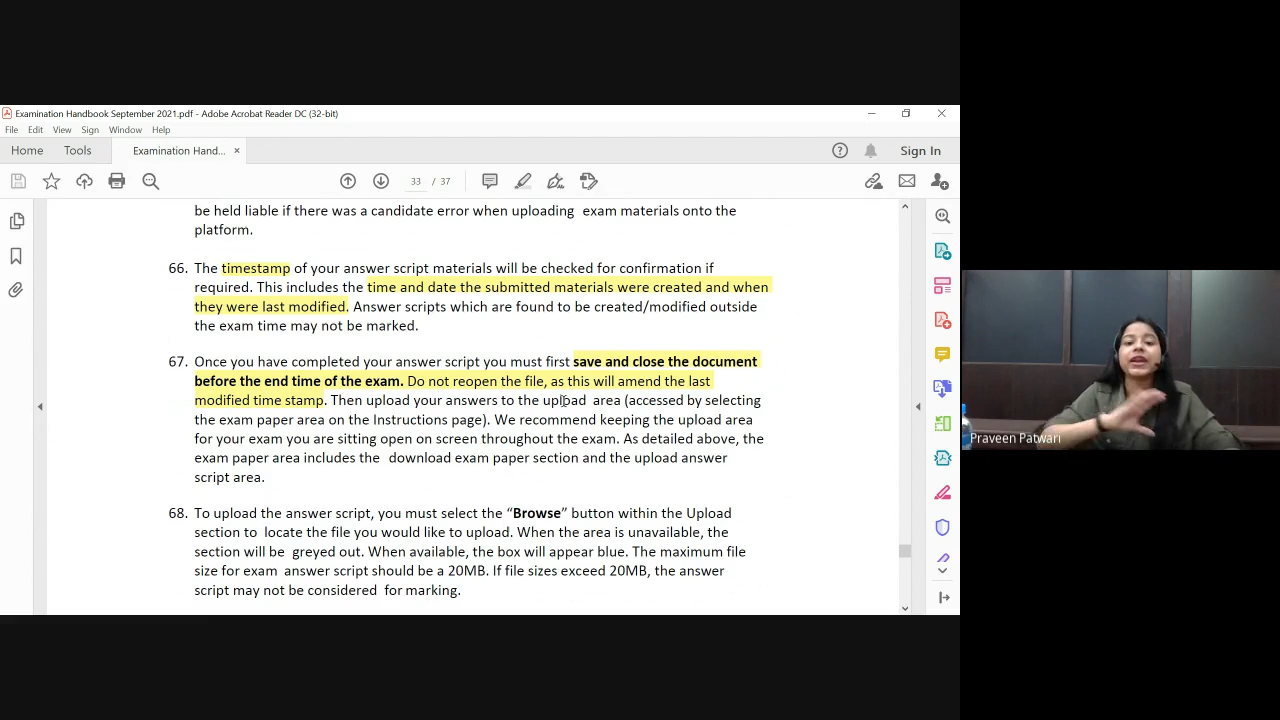 Examination Handbook September 2021.pdf - Adobe Acrobat Reader DC (32-bit)
File Edit View Sign Window Help
Home Tools Examination Hand... × Sign In
33 / 37
be held liable if there was a candidate error when uploading exam materials onto the
platform.
66. The timestamp of your answer script materials will be checked for confirmation if
required. This includes the time and date the submitted materials were created and when
they were last modified. Answer scripts which are found to be created/modified outside
the exam time may not be marked.
67. Once you have completed your answer script you must first save and close the document
before the end time of the exam. Do not reopen the file, as this will amend the last
modified time stamp. Then upload your answers to the upload area (accessed by selecting
the exam paper area on the Instructions page). We recommend keeping the upload area
for your exam you are sitting open on screen throughout the exam. As detailed above, the
exam paper area includes the download exam paper section and the upload answer
script area.
Praveen Patwari
68. To upload the answer script, you must select the “Browse” button within the Upload
section to locate the file you would like to upload. When the area is unavailable, the
section will be greyed out. When available, the box will appear blue. The maximum file
size for exam answer script should be a 20MB. If file sizes exceed 20MB, the answer
script may not be considered for marking.